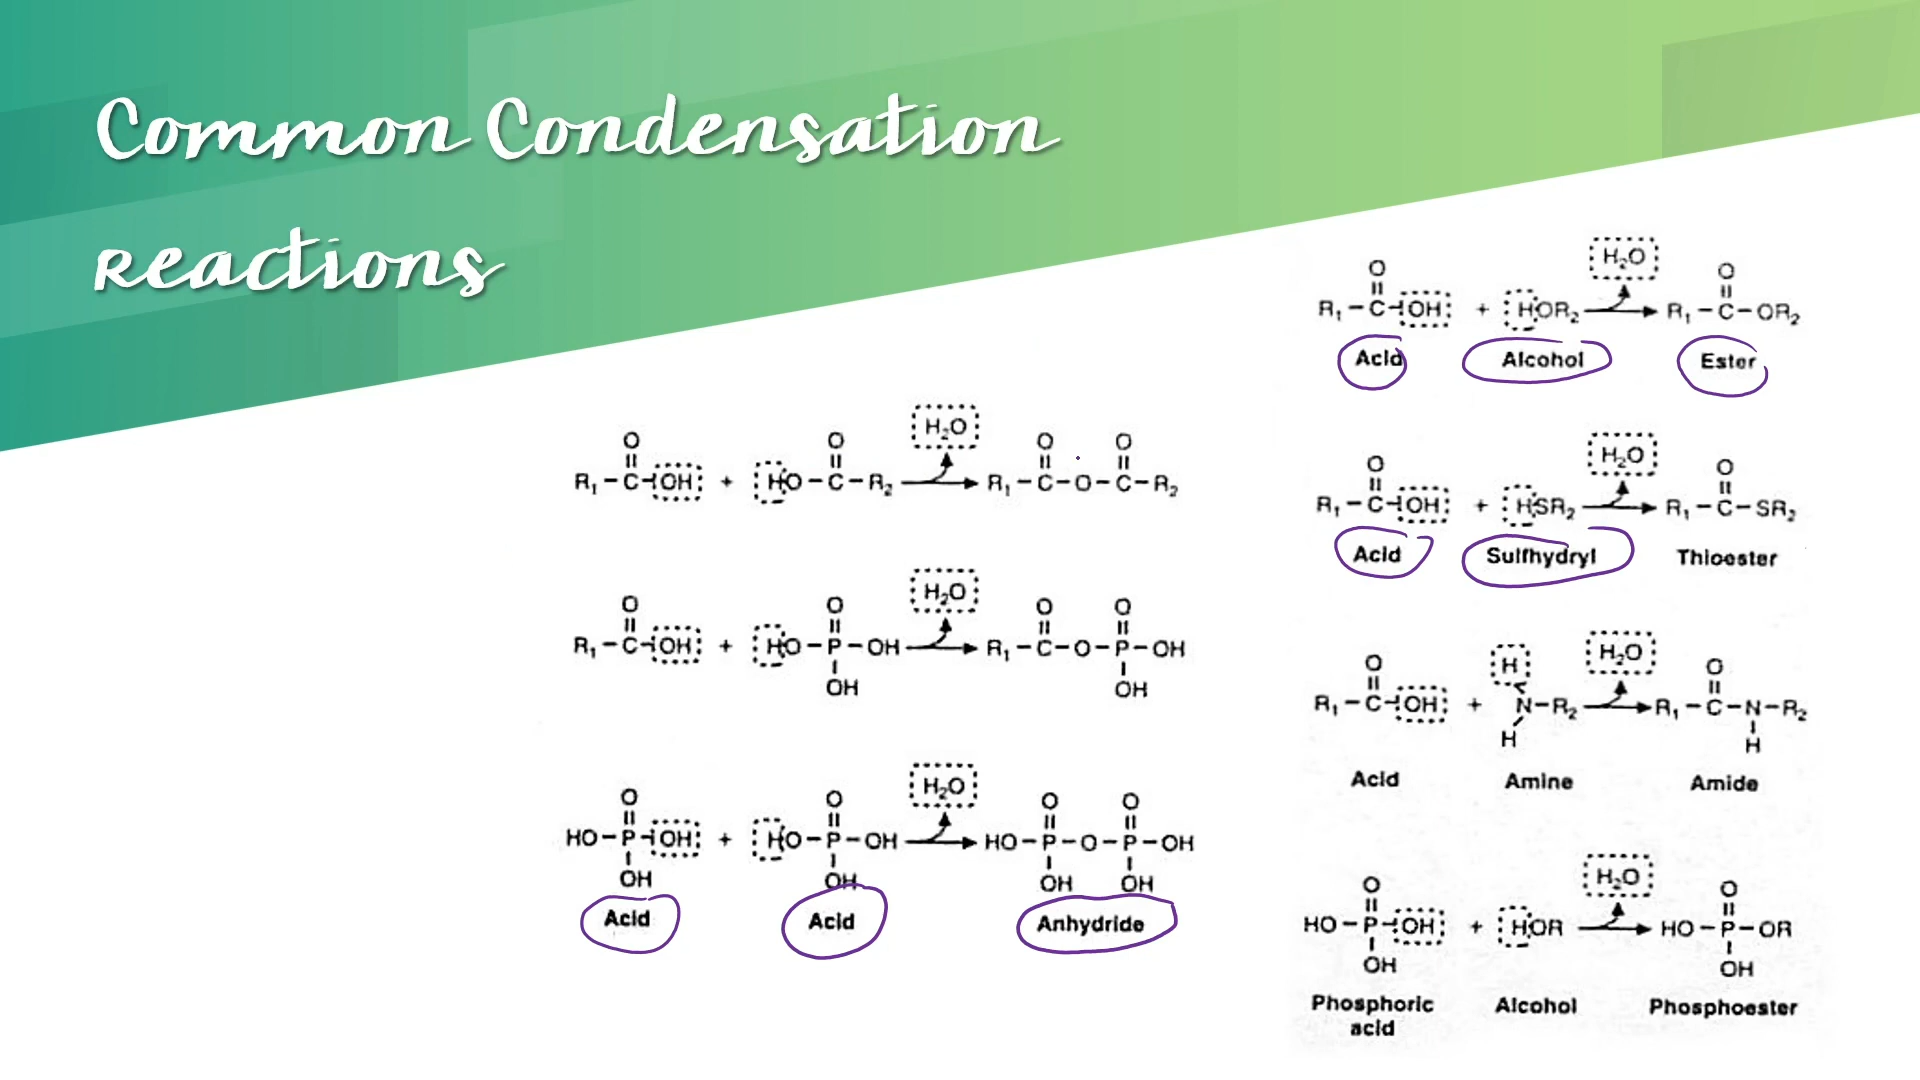 Common Condensation
Reactions
O O H₂O O O
R₁–C–OH + HO–C–R₂ → R₁–C–O–C–R₂
O O H₂O O O
R₁–C–OH + HO–P–OH → R₁–C–O–P–OH
OH OH
O O H₂O O O
HO–P–OH + HO–P–OH → HO–P–O–P–OH
OH OH OH OH
Acid Acid Anhydride
O H₂O O
R₁–C–OH + HOR₂ → R₁–C–OR₂
Acid Alcohol Ester
O H₂O O
R₁–C–OH + HSR₂ → R₁–C–SR₂
Acid Sulfhydryl Thioester
O H H₂O O
R₁–C–OH + N–R₂ → R₁–C–N–R₂
H H
Acid Amine Amide
O H₂O O
HO–P–OH + HOR → HO–P–OR
OH OH
Phosphoric Alcohol Phosphoester
acid